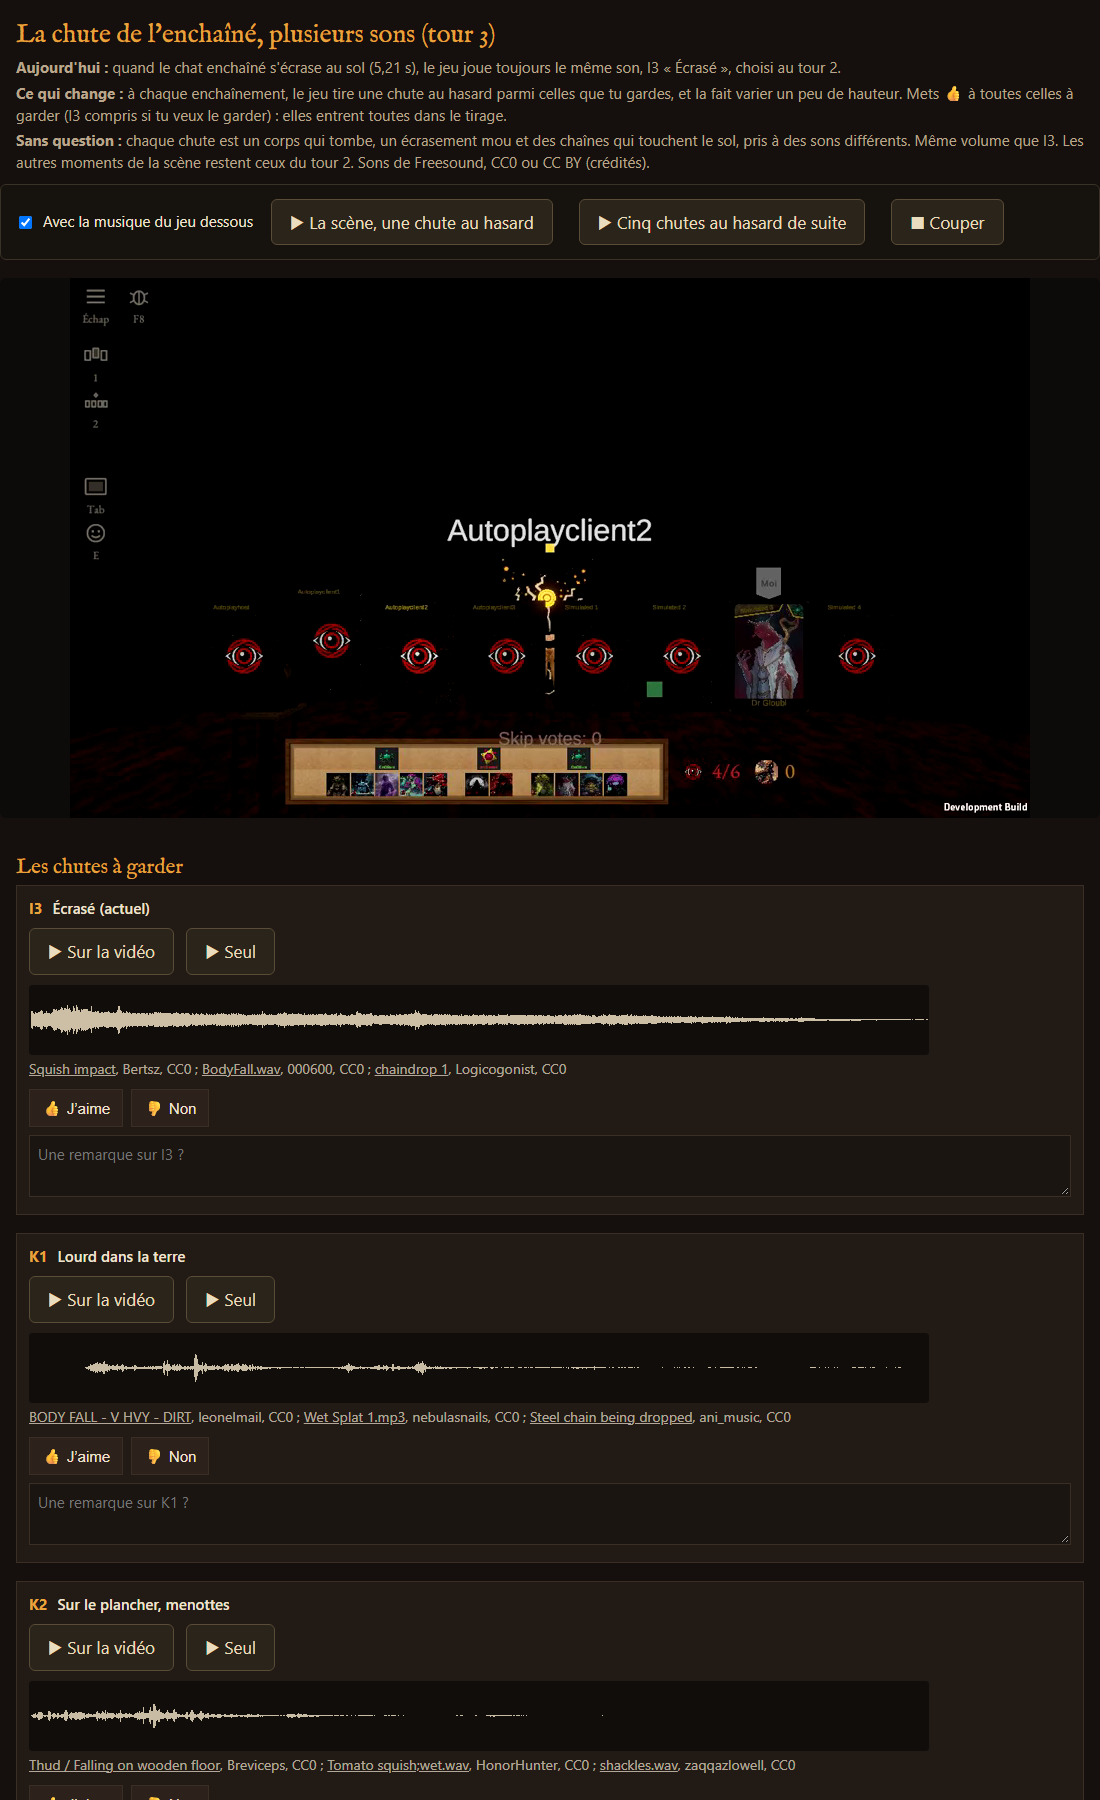 La chute de l'enchaîné, plusieurs sons (tour 3)
Aujourd'hui : quand le chat enchaîné s'écrase au sol (5,21 s), le jeu joue toujours le même son, I3 « Écrasé », choisi au tour 2.
Ce qui change : à chaque enchaînement, le jeu tire une chute au hasard parmi celles que tu gardes, et la fait varier un peu de hauteur. Mets 👍 à toutes celles à
garder (I3 compris si tu veux le garder) : elles entrent toutes dans le tirage.
Sans question : chaque chute est un corps qui tombe, un écrasement mou et des chaînes qui touchent le sol, pris à des sons différents. Même volume que I3. Les
autres moments de la scène restent ceux du tour 2. Sons de Freesound, CC0 ou CC BY (crédités).
Avec la musique du jeu dessous
▶ La scène, une chute au hasard
▶ Cinq chutes au hasard de suite
■ Couper
Échap
F8
1
2
Tab
E
Autoplayclient2
Moi
Autoplayhost
Autoplayclient1
Autoplayclient2
Autoplayclient3
Simulated 1
Simulated 2
Simulated 4
Dr Gloubi
Skip votes: 0
4/6
0
Development Build
Les chutes à garder
I3 Écrasé (actuel)
▶ Sur la vidéo
▶ Seul
Squish impact, Bertsz, CC0 ; BodyFall.wav, 000600, CC0 ; chaindrop 1, Logicogonist, CC0
👍 J'aime
👎 Non
Une remarque sur I3 ?
K1 Lourd dans la terre
▶ Sur la vidéo
▶ Seul
BODY FALL - V HVY - DIRT, leonelmail, CC0 ; Wet Splat 1.mp3, nebulasnails, CC0 ; Steel chain being dropped, ani_music, CC0
👍 J'aime
👎 Non
Une remarque sur K1 ?
K2 Sur le plancher, menottes
▶ Sur la vidéo
▶ Seul
Thud / Falling on wooden floor, Breviceps, CC0 ; Tomato squish;wet.wav, HonorHunter, CC0 ; shackles.wav, zaqqazlowell, CC0